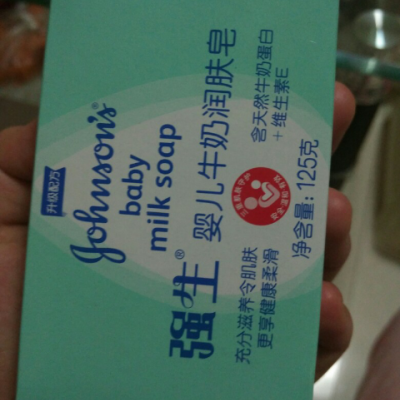 升级配方
Johnson's®
baby
milk soap
强生® 婴儿牛奶润肤皂
含天然牛奶蛋白
+ 维生素E
充分滋养令肌肤
更享健康柔滑
净含量: 125克